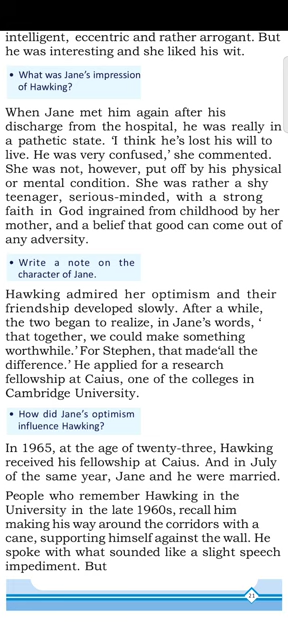 intelligent, eccentric and rather arrogant. But
he was interesting and she liked his wit.
• What was Jane's impression
of Hawking?
When Jane met him again after his
discharge from the hospital, he was really in
a pathetic state. 'I think he's lost his will to
live. He was very confused,' she commented.
She was not, however, put off by his physical
or mental condition. She was rather a shy
teenager, serious-minded, with a strong
faith in God ingrained from childhood by her
mother, and a belief that good can come out of
any adversity.
• Write a note on the
character of Jane.
Hawking admired her optimism and their
friendship developed slowly. After a while,
the two began to realize, in Jane's words, '
that together, we could make something
worthwhile.' For Stephen, that made 'all the
difference.' He applied for a research
fellowship at Caius, one of the colleges in
Cambridge University.
• How did Jane's optimism
influence Hawking?
In 1965, at the age of twenty-three, Hawking
received his fellowship at Caius. And in July
of the same year, Jane and he were married.
People who remember Hawking in the
University in the late 1960s, recall him
making his way around the corridors with a
cane, supporting himself against the wall. He
spoke with what sounded like a slight speech
impediment. But
21